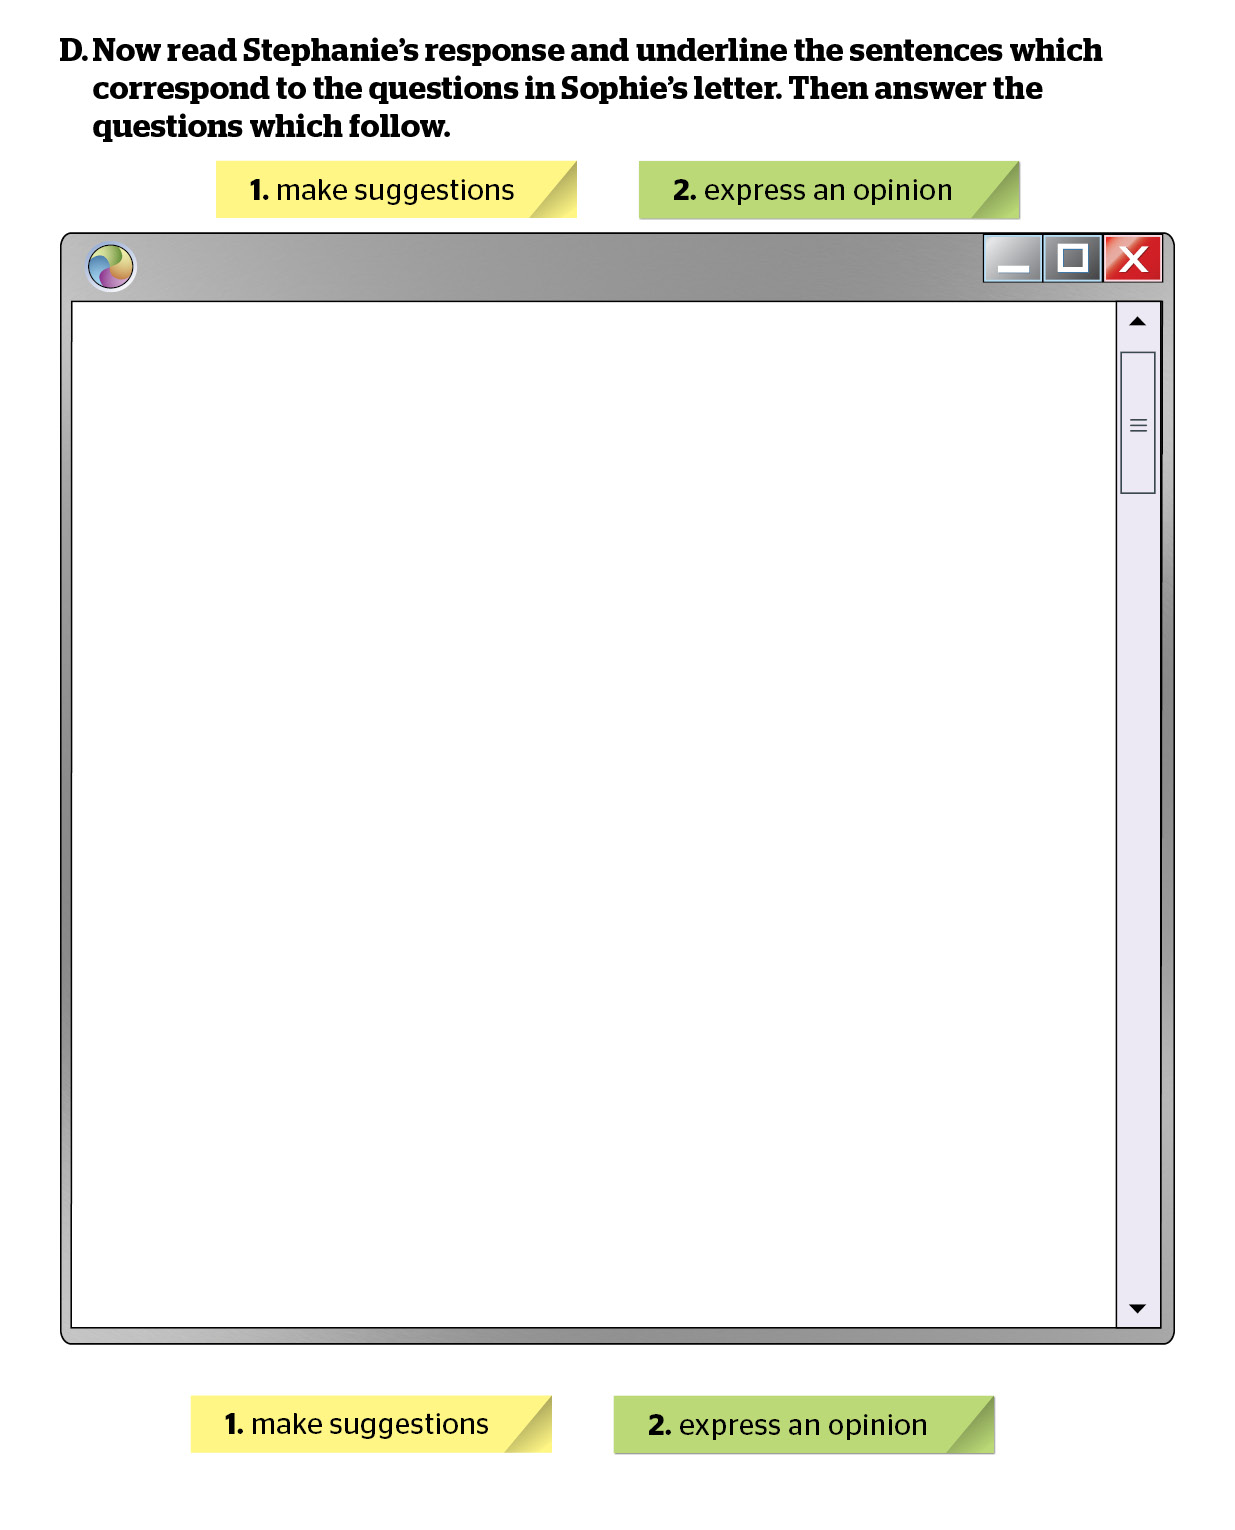 D. Now read Stephanie’s response and underline the sentences which
correspond to the questions in Sophie’s letter. Then answer the
questions which follow.
1. make suggestions
2. express an opinion
1. make suggestions
2. express an opinion